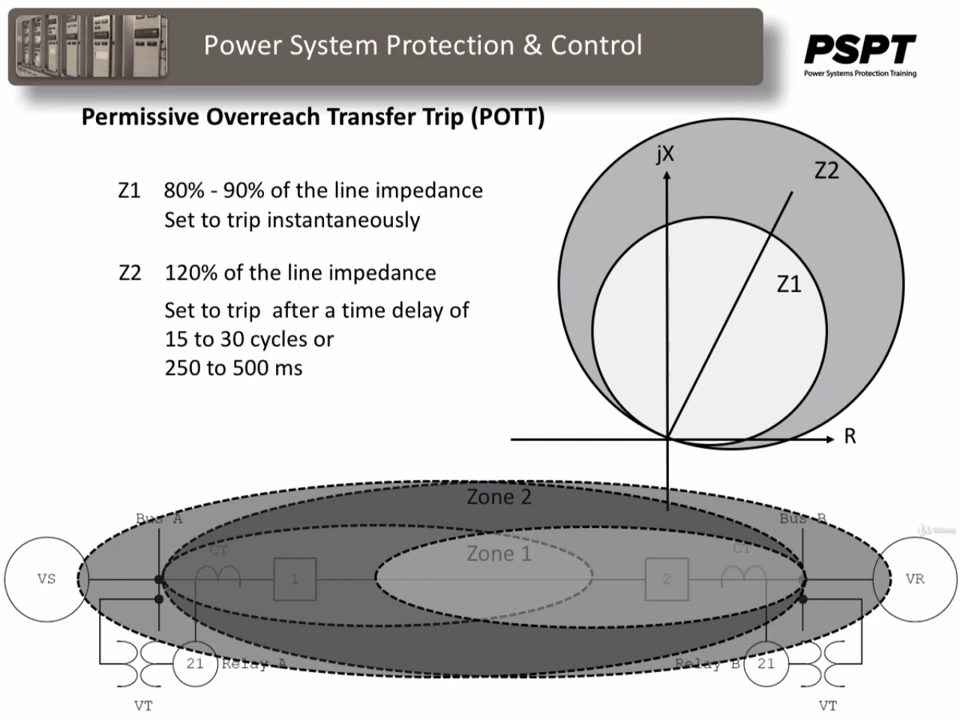 Power System Protection & Control
PSPT
Power Systems Protection Training
Permissive Overreach Transfer Trip (POTT)
jX
Z2
Z1 80% - 90% of the line impedance
Set to trip instantaneously
Z2 120% of the line impedance
Z1
Set to trip after a time delay of
15 to 30 cycles or
250 to 500 ms
R
Zone 2
Bus A
Bus B
Udemy
CT
Zone 1
CT
VS
1
2
VR
21
Relay A
Relay B
21
VT
VT